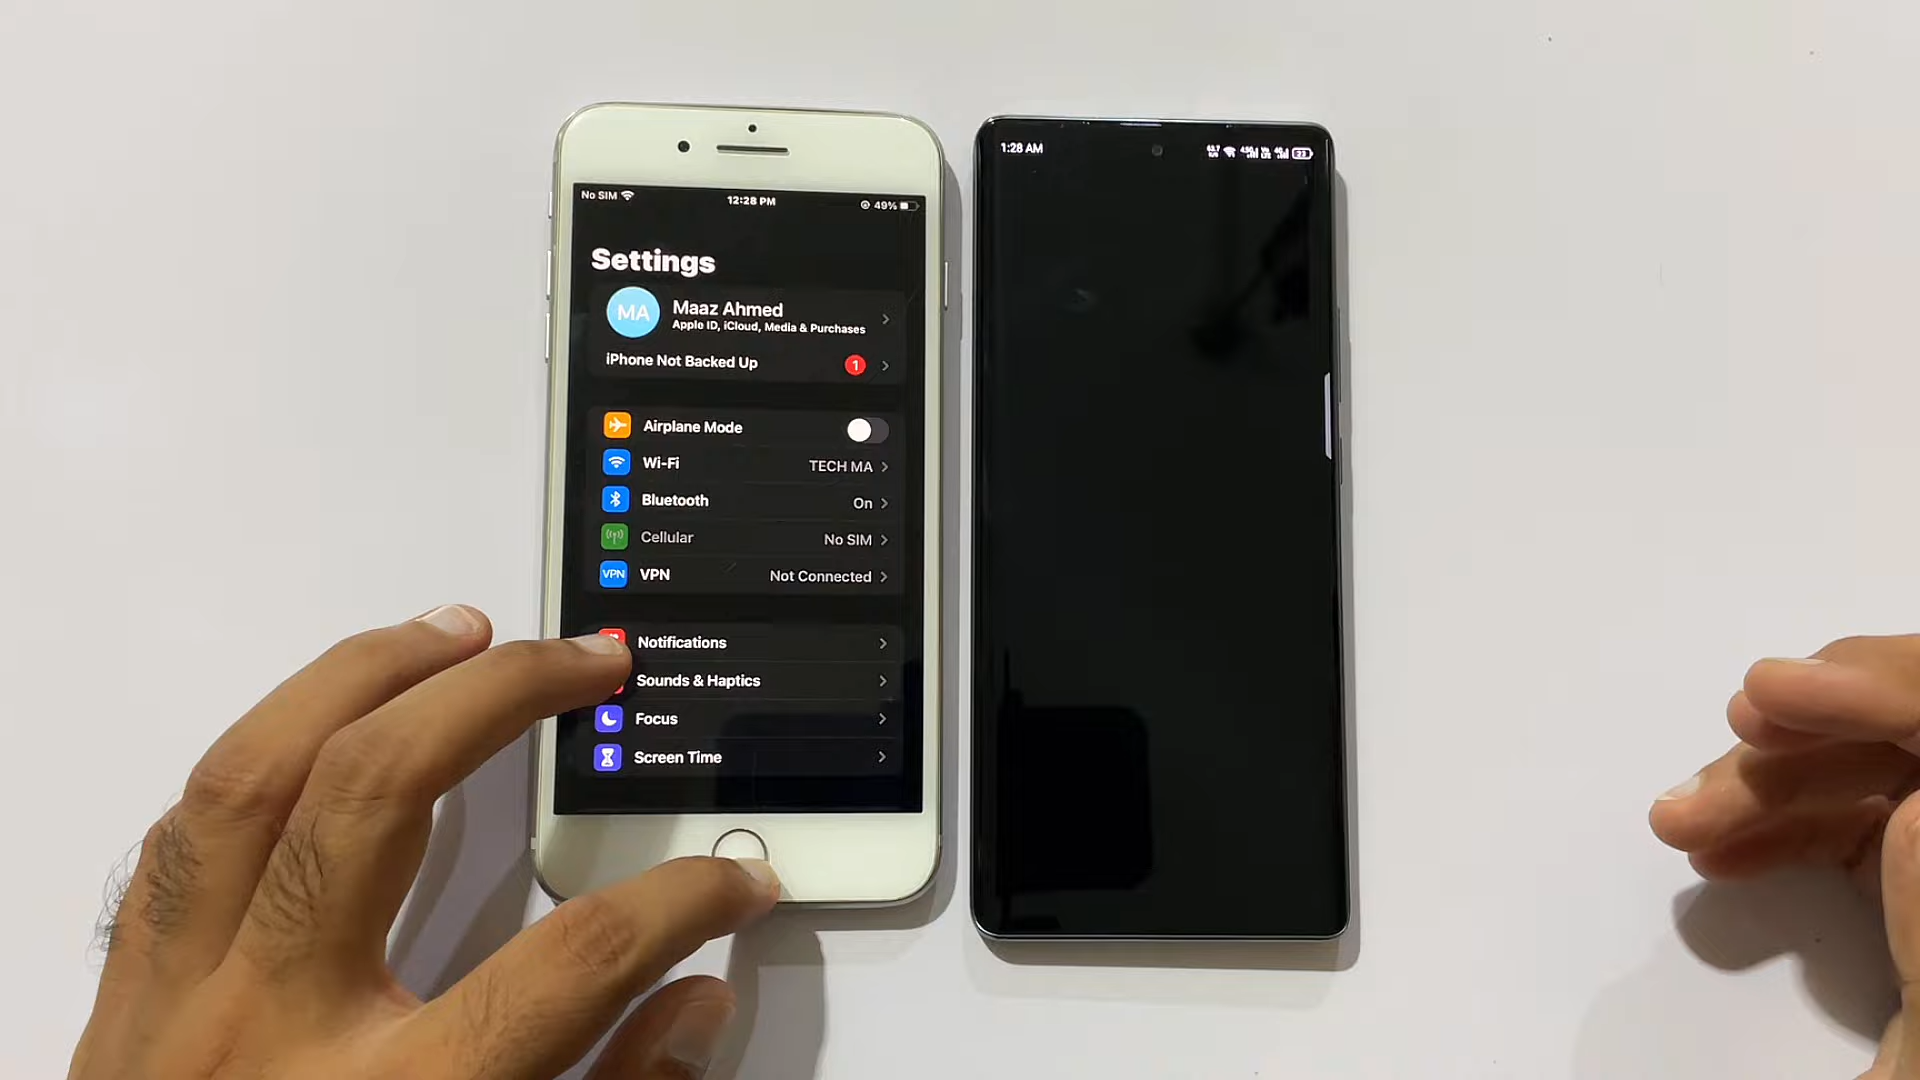 No SIM
12:28 PM
49%
Settings
MA
Maaz Ahmed
Apple ID, iCloud, Media & Purchases
iPhone Not Backed Up
1
Airplane Mode
Wi-Fi
TECH MA
Bluetooth
On
Cellular
No SIM
VPN
VPN
Not Connected
Notifications
Sounds & Haptics
Focus
Screen Time
1:28 AM